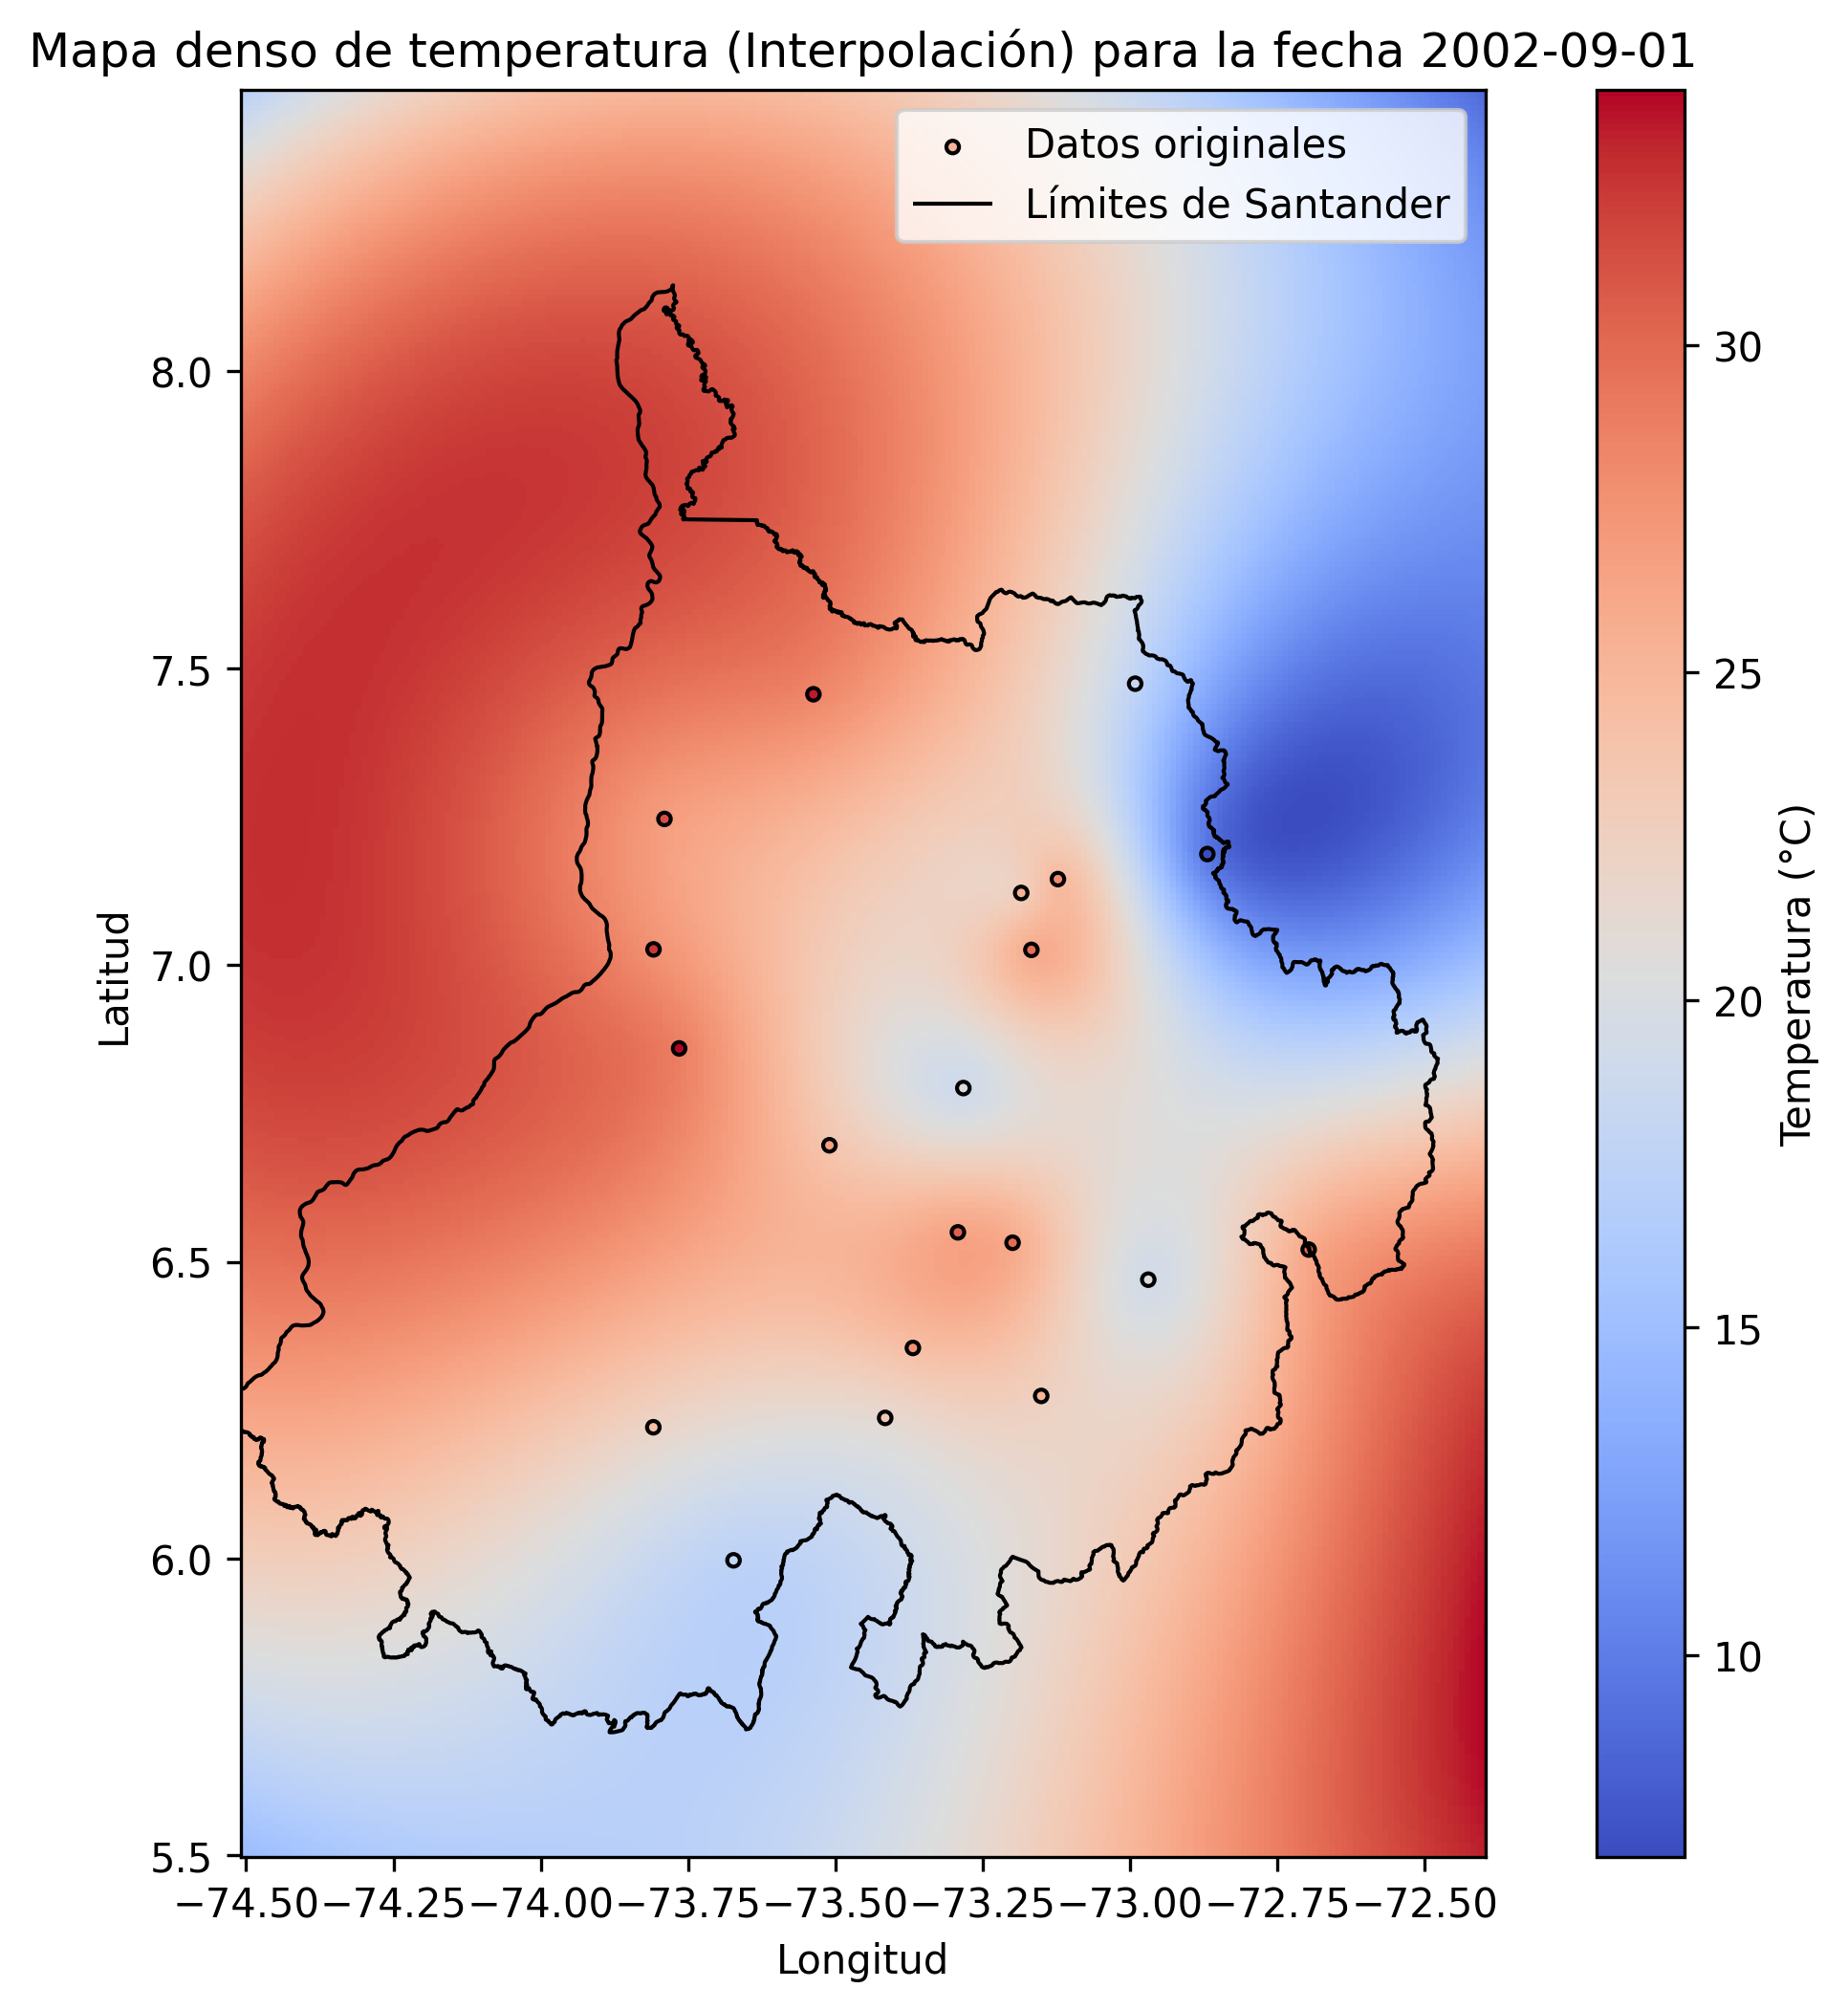 Mapa denso de temperatura (Interpolación) para la fecha 2002-09-01
Datos originales
Límites de Santander
8.0
7.5
7.0
6.5
6.0
5.5
Latitud
−74.50−74.25−74.00−73.75−73.50−73.25−73.00−72.75−72.50
Longitud
30
25
20
15
10
Temperatura (°C)